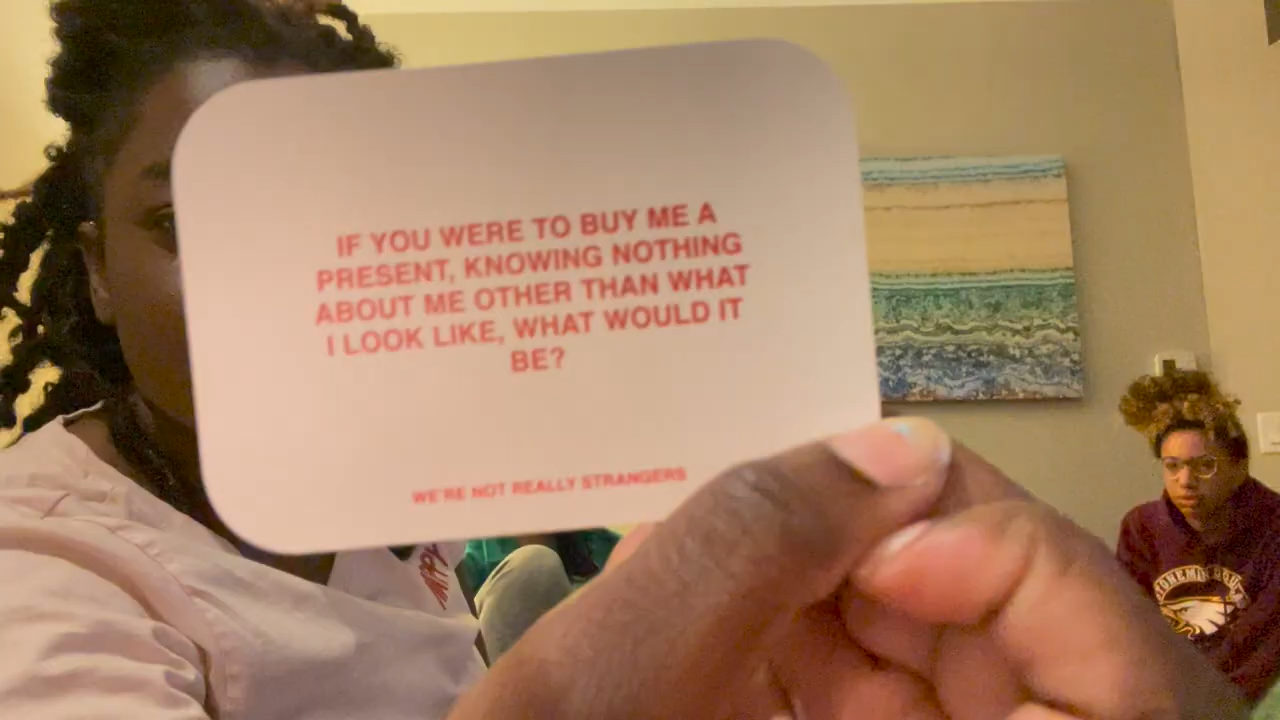 IF YOU WERE TO BUY ME A
PRESENT, KNOWING NOTHING
ABOUT ME OTHER THAN WHAT
I LOOK LIKE, WHAT WOULD IT
BE?
WE'RE NOT REALLY STRANGERS